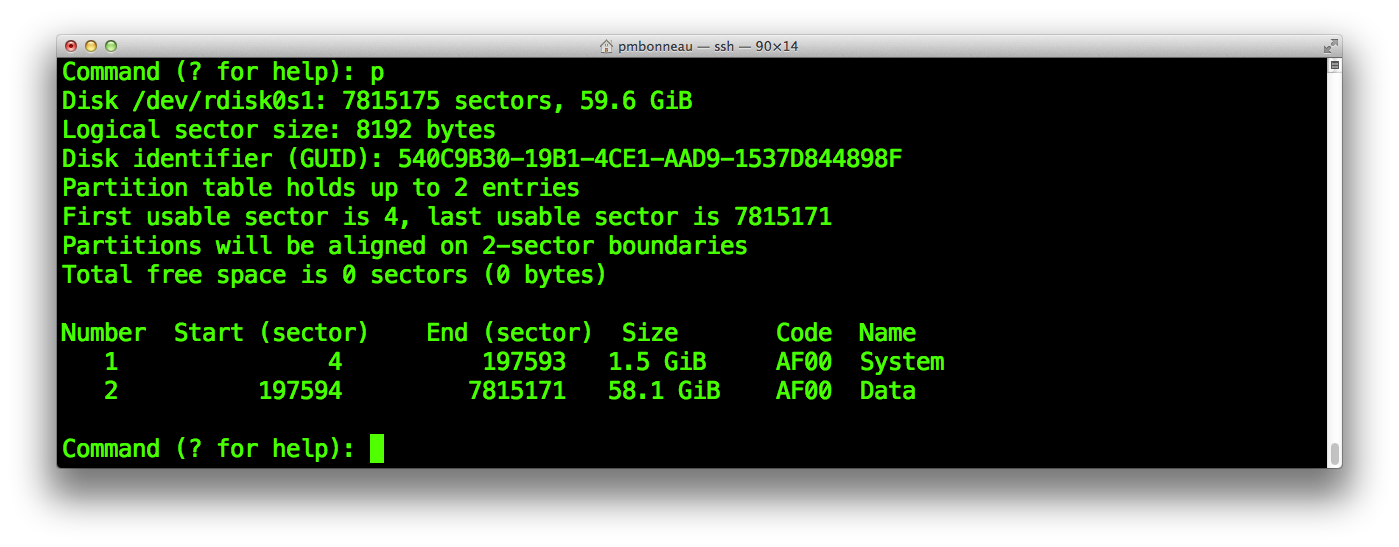 pmbonneau — ssh — 90×14
Command (? for help): p
Disk /dev/rdisk0s1: 7815175 sectors, 59.6 GiB
Logical sector size: 8192 bytes
Disk identifier (GUID): 540C9B30-19B1-4CE1-AAD9-1537D844898F
Partition table holds up to 2 entries
First usable sector is 4, last usable sector is 7815171
Partitions will be aligned on 2-sector boundaries
Total free space is 0 sectors (0 bytes)
Number  Start (sector)    End (sector)  Size       Code  Name
   1               4          197593   1.5 GiB     AF00  System
   2          197594         7815171   58.1 GiB    AF00  Data
Command (? for help):